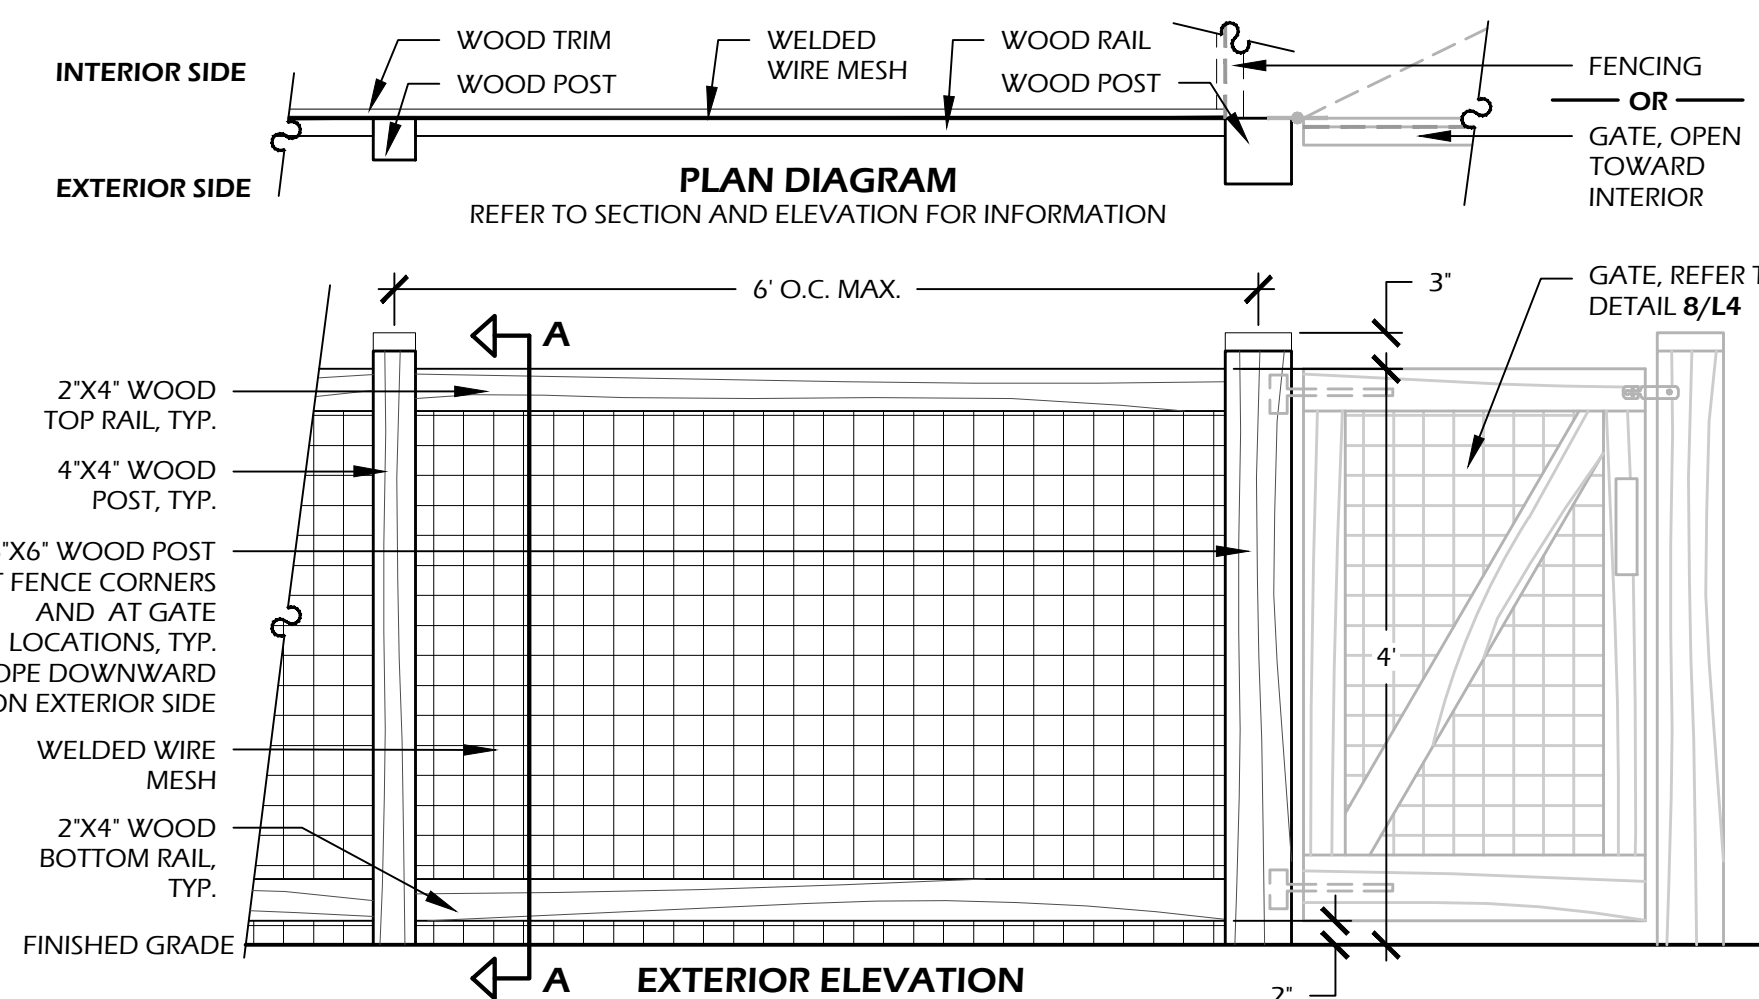 INTERIOR SIDE
WOOD TRIM
WOOD POST
WELDED
WIRE MESH
WOOD RAIL
WOOD POST
FENCING
OR
GATE, OPEN
TOWARD
INTERIOR
EXTERIOR SIDE
PLAN DIAGRAM
REFER TO SECTION AND ELEVATION FOR INFORMATION
6' O.C. MAX.
3"
GATE, REFER
DETAIL 8/L4
A
2"X4" WOOD
TOP RAIL, TYP.
4"X4" WOOD
POST, TYP.
"X6" WOOD POST
FENCE CORNERS
AND AT GATE
LOCATIONS, TYP.
DOWNWARD
ON EXTERIOR SIDE
4'
WELDED WIRE
MESH
2"X4" WOOD
BOTTOM RAIL,
TYP.
FINISHED GRADE
A
EXTERIOR ELEVATION
2"